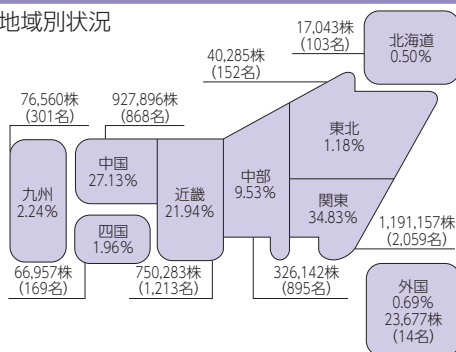 地域別状況
17,043株
(103名)
北海道
0.50%
40,285株
(152名)
76,560株
(301名)
927,896株
(868名)
東北
1.18%
中国
27.13%
九州
2.24%
近畿
21.94%
中部
9.53%
関東
34.83%
四国
1.96%
1,191,157株
(2,059名)
66,957株
(169名)
750,283株
(1,213名)
326,142株
(895名)
外国
0.69%
23,677株
(14名)